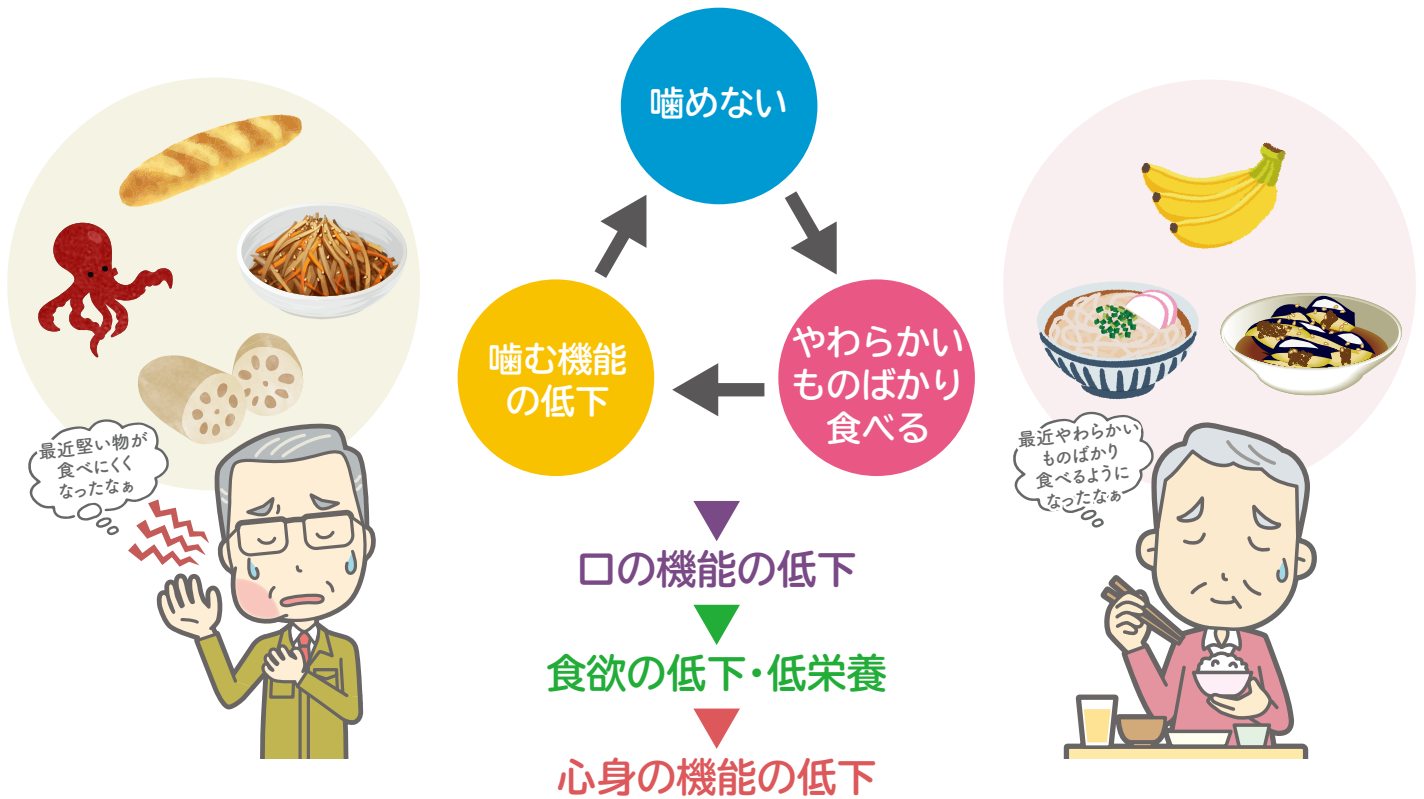 噛めない
やわらかい
ものばかり
食べる
噛む機能
の低下
最近堅い物が
食べにくく
なったなぁ
最近やわらかい
ものばかり
食べるように
なったなぁ
口の機能の低下
食欲の低下・低栄養
心身の機能の低下